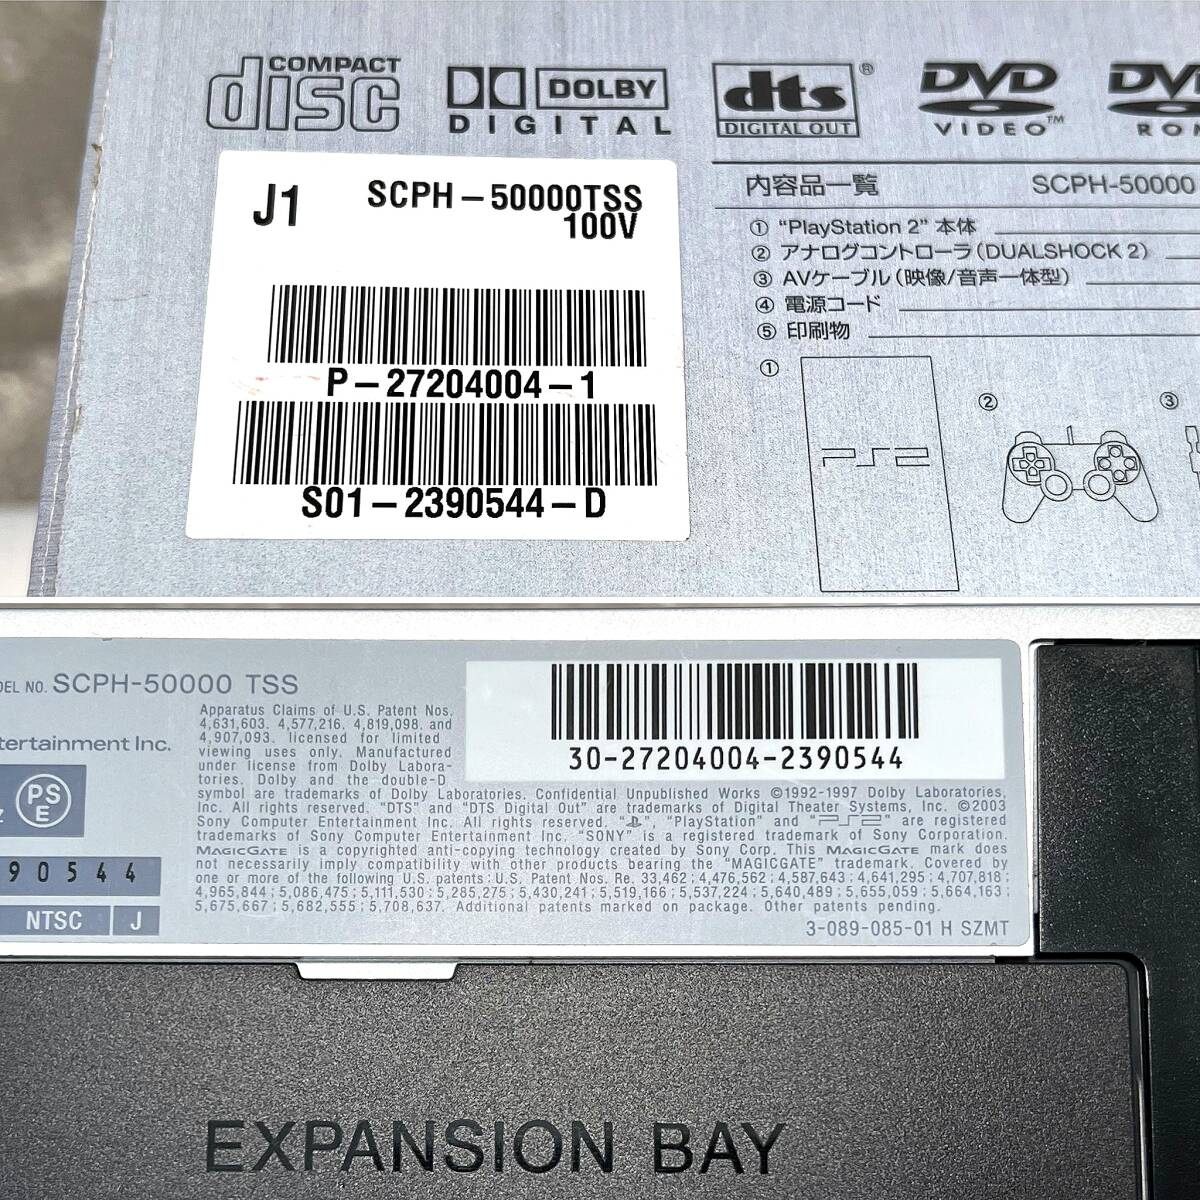 COMPACT
disc
DOLBY
DIGITAL
dts®
DIGITAL OUT
DVD
VIDEO™
J1
SCPH-50000TSS
100V
P-27204004-1
S01-2390544-D
内容品一覧 SCPH-50000
① "PlayStation 2" 本体
② アナログコントローラ(DUALSHOCK 2)
③ AVケーブル(映像/音声一体型)
④ 電源コード
⑤ 印刷物
①
②
③
PS2
SCPH-50000 TSS
30-27204004-2390544
Inc.
PS
E
90544
NTSC J
Apparatus Claims of U.S. Patent Nos.
4,631,603, 4,577,216, 4,819,098, and
4,907,093, licensed for limited
viewing uses only. Manufactured
under license from Dolby Labora-
tories. Dolby and the double-D
symbol are trademarks of Dolby Laboratories. Confidential Unpublished Works ©1992-1997 Dolby Laboratories,
Inc. All rights reserved. "DTS" and "DTS Digital Out" are trademarks of Digital Theater Systems, Inc. ©2003
Sony Computer Entertainment Inc. All rights reserved. "", "PlayStation" and "PS2" are registered
trademarks of Sony Computer Entertainment Inc. "SONY" is a registered trademark of Sony Corporation.
MAGICGATE is a copyrighted anti-copying technology created by Sony Corp. This MAGICGATE mark does
not necessarily imply compatibility with other products bearing the "MAGICGATE" trademark. Covered by
one or more of the following U.S. patents: U.S. Patent Nos. Re. 33,462; 4,476,562; 4,587,643; 4,641,295; 4,707,818;
4,965,844; 5,086,475; 5,111,530; 5,285,275; 5,430,241; 5,519,166; 5,537,224; 5,640,489; 5,655,059; 5,664,163;
5,675,667; 5,682,555; 5,708,637. Additional patents marked on package. Other patents pending.
3-089-085-01 H SZMT
EXPANSION BAY